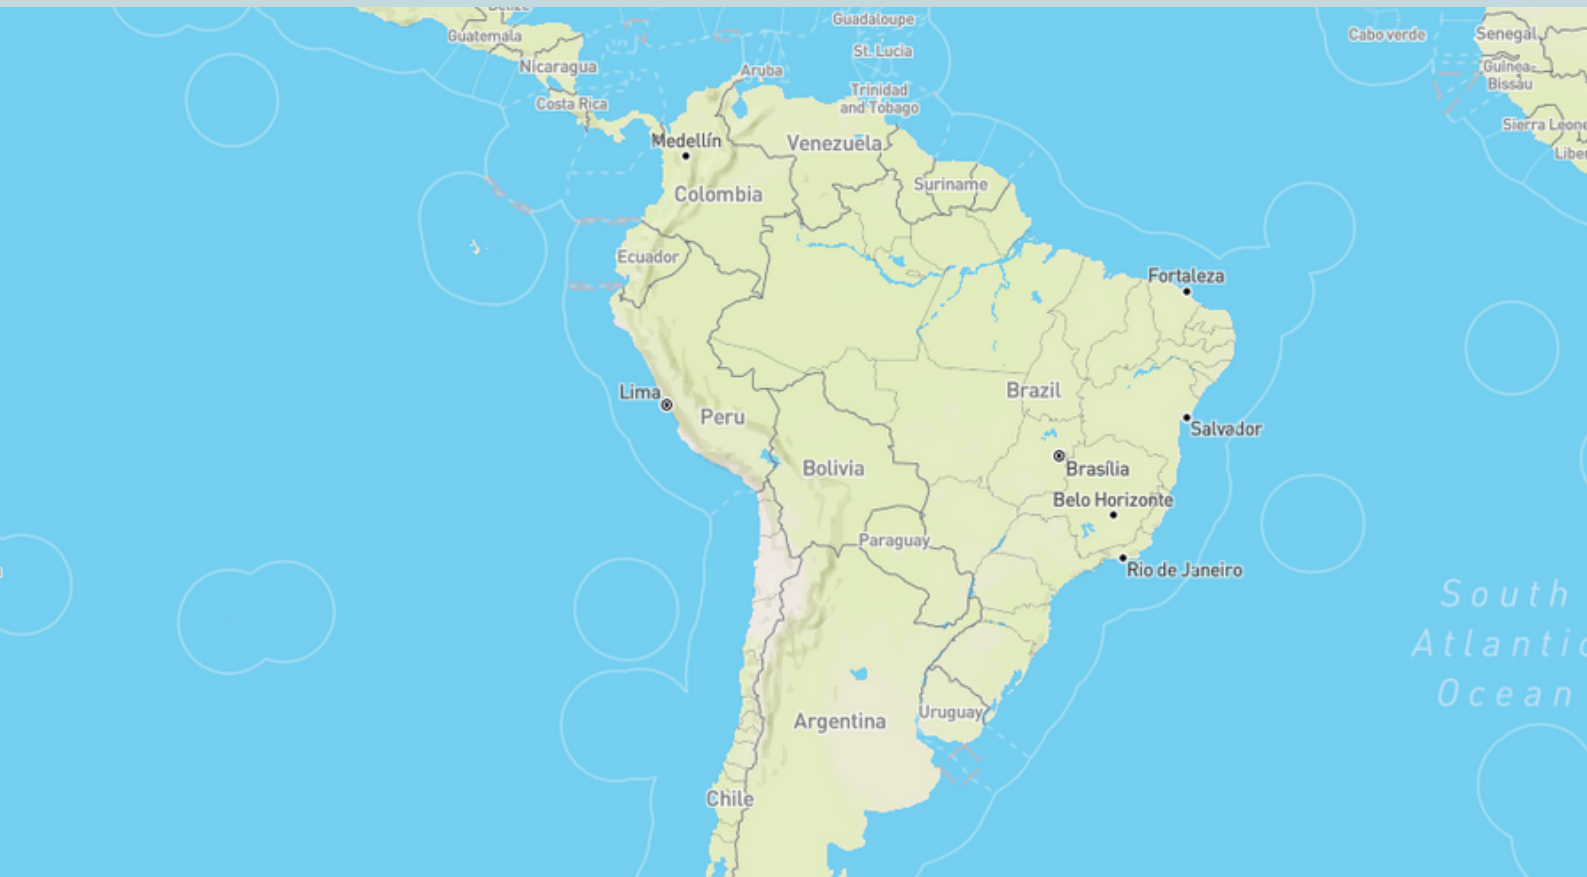 Belize
Guadaloupe
Guatemala
Cabo verde
Senegal
St. Lucia
Nicaragua
Aruba
Guinea-
Bissau
Trinidad
and Tobago
Costa Rica
Sierra Leone
Medellín
Venezuela
Colombia
Suriname
Ecuador
Fortaleza
Lima
Brazil
Peru
Salvador
Bolivia
Brasília
Belo Horizonte
Paraguay
Rio de Janeiro
South
Atlantic
Ocean
Argentina
Uruguay
Chile